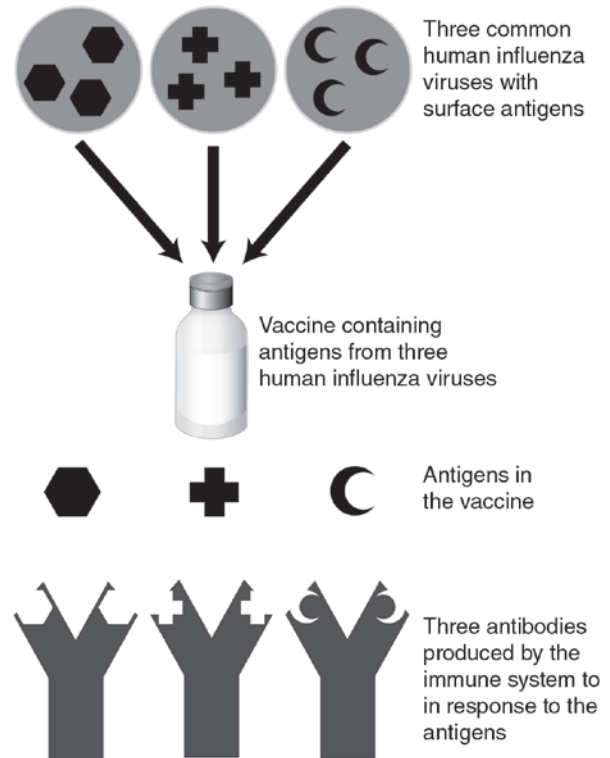 Three common
human influenza
viruses with
surface antigens
Vaccine containing
antigens from three
human influenza viruses
Antigens in
the vaccine
Three antibodies
produced by the
immune system to
in response to the
antigens